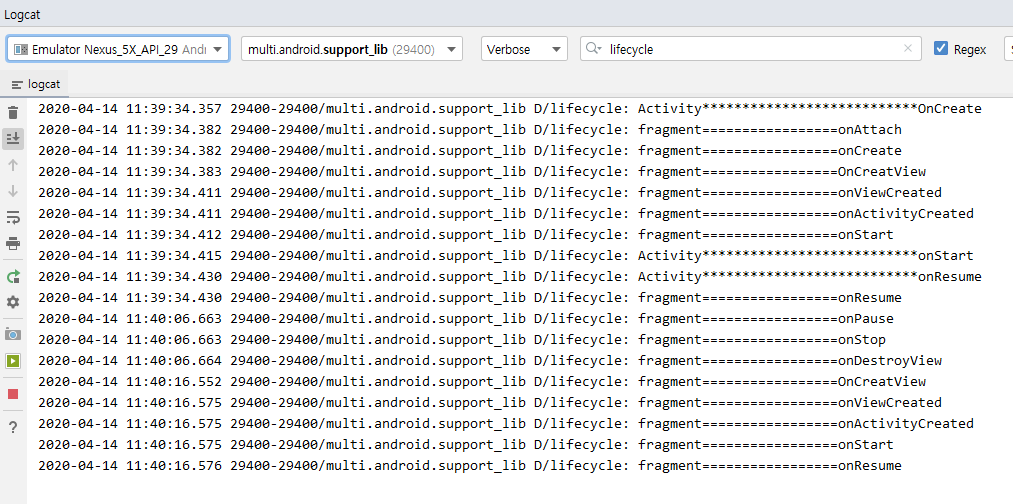 Logcat
Emulator Nexus_5X_API_29 Andr multi.android.support_lib (29400) Verbose lifecycle Regex
logcat
2020-04-14 11:39:34.357 29400-29400/multi.android.support_lib D/lifecycle: Activity***************************OnCreate
2020-04-14 11:39:34.382 29400-29400/multi.android.support_lib D/lifecycle: fragment=================onAttach
2020-04-14 11:39:34.382 29400-29400/multi.android.support_lib D/lifecycle: fragment=================onCreate
2020-04-14 11:39:34.383 29400-29400/multi.android.support_lib D/lifecycle: fragment=================OnCreatView
2020-04-14 11:39:34.411 29400-29400/multi.android.support_lib D/lifecycle: fragment=================onViewCreated
2020-04-14 11:39:34.411 29400-29400/multi.android.support_lib D/lifecycle: fragment=================onActivityCreated
2020-04-14 11:39:34.412 29400-29400/multi.android.support_lib D/lifecycle: fragment=================onStart
2020-04-14 11:39:34.415 29400-29400/multi.android.support_lib D/lifecycle: Activity***************************onStart
2020-04-14 11:39:34.430 29400-29400/multi.android.support_lib D/lifecycle: Activity***************************onResume
2020-04-14 11:39:34.430 29400-29400/multi.android.support_lib D/lifecycle: fragment=================onResume
2020-04-14 11:40:06.663 29400-29400/multi.android.support_lib D/lifecycle: fragment=================onPause
2020-04-14 11:40:06.663 29400-29400/multi.android.support_lib D/lifecycle: fragment=================onStop
2020-04-14 11:40:06.664 29400-29400/multi.android.support_lib D/lifecycle: fragment=================onDestroyView
2020-04-14 11:40:16.552 29400-29400/multi.android.support_lib D/lifecycle: fragment=================OnCreatView
2020-04-14 11:40:16.575 29400-29400/multi.android.support_lib D/lifecycle: fragment=================onViewCreated
2020-04-14 11:40:16.575 29400-29400/multi.android.support_lib D/lifecycle: fragment=================onActivityCreated
2020-04-14 11:40:16.575 29400-29400/multi.android.support_lib D/lifecycle: fragment=================onStart
2020-04-14 11:40:16.576 29400-29400/multi.android.support_lib D/lifecycle: fragment=================onResume